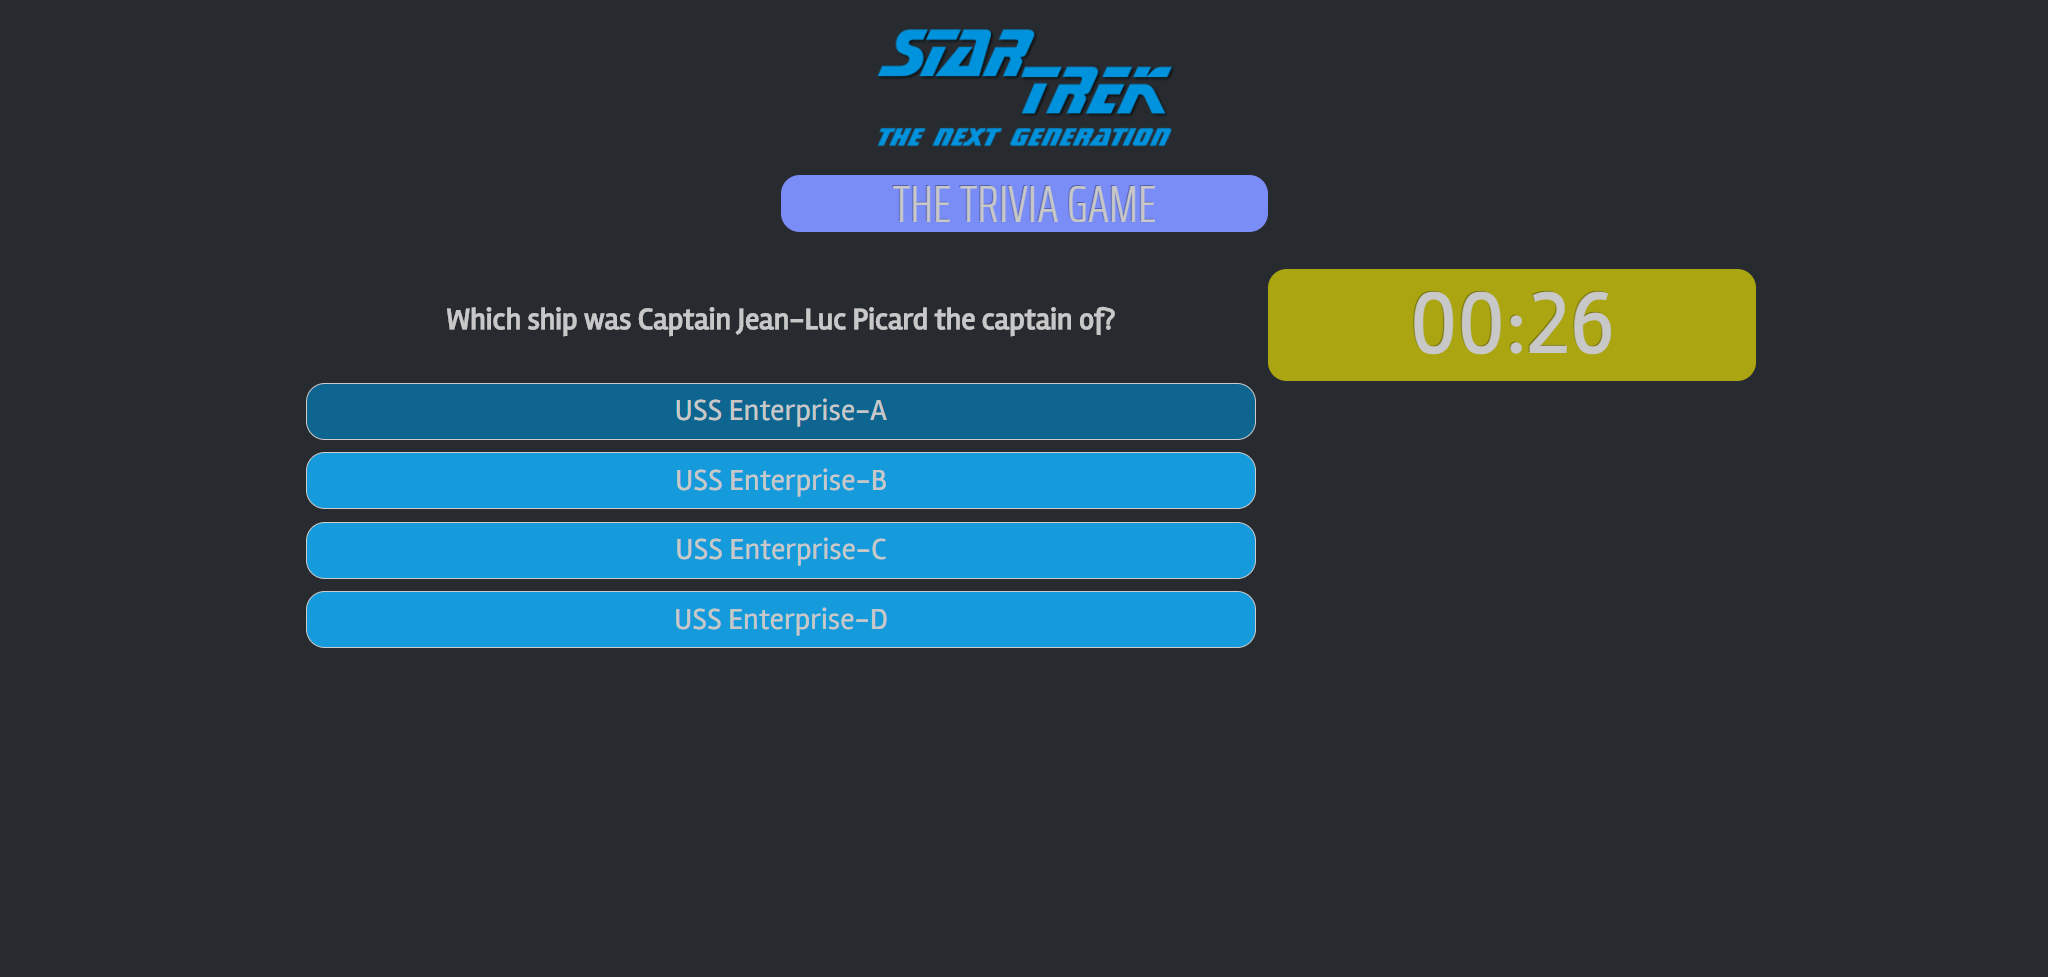 STAR
TREK
THE NEXT GENERATION
THE TRIVIA GAME
Which ship was Captain Jean-Luc Picard the captain of?
00:26
USS Enterprise-A
USS Enterprise-B
USS Enterprise-C
USS Enterprise-D